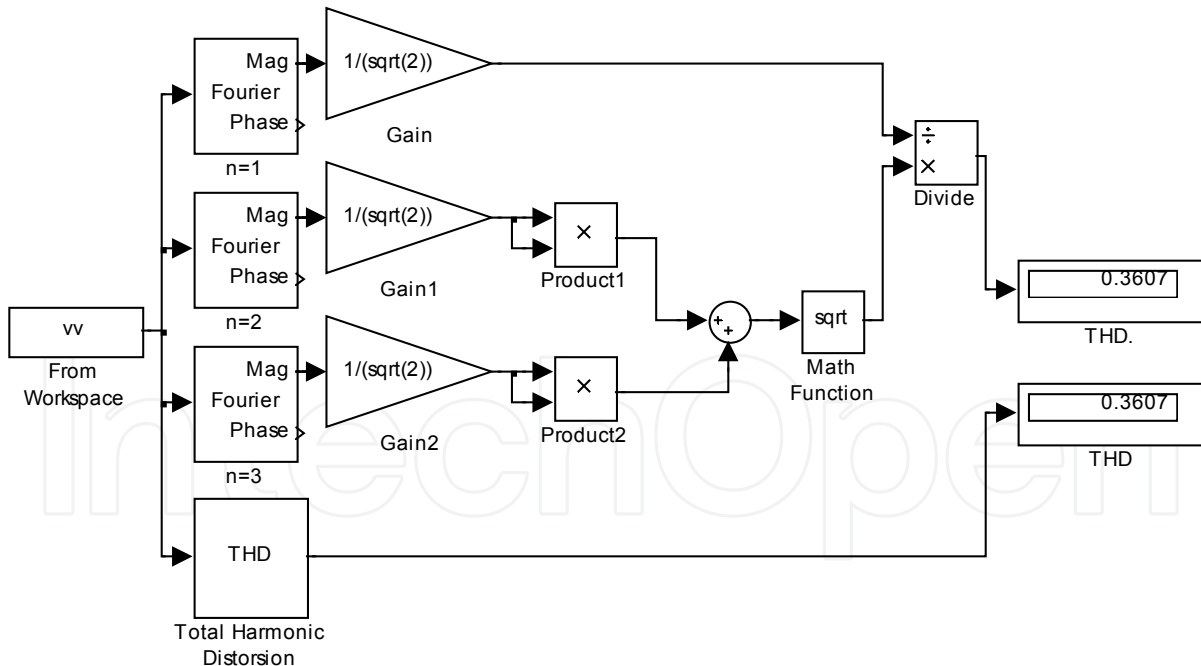 Mag
Fourier
Phase
n=1
1/(sqrt(2))
Gain
Mag
Fourier
Phase
n=2
1/(sqrt(2))
Gain1
×
Product1
Mag
Fourier
Phase
n=3
1/(sqrt(2))
Gain2
×
Product2
vv
From
Workspace
THD
Total Harmonic
Distorsion
+
+
sqrt
Math
Function
÷
×
Divide
0.3607
THD.
0.3607
THD
IntechOpen